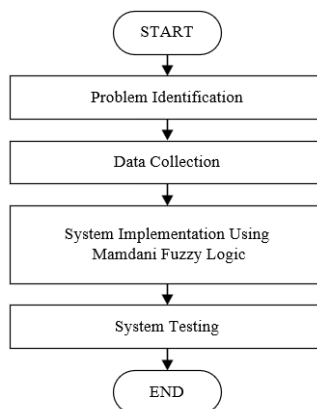 START
Problem Identification
Data Collection
System Implementation Using
Mamdani Fuzzy Logic
System Testing
END